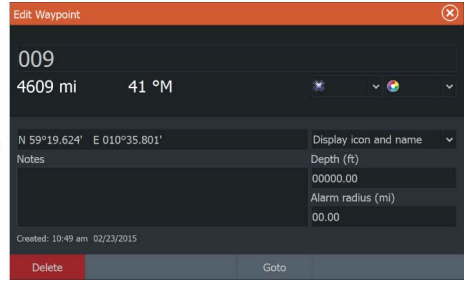 Edit Waypoint
009
4609 mi 41 °M
N 59°19.624' E 010°35.801' Display icon and name
Notes Depth (ft)
00000.00
Alarm radius (mi)
00.00
Created: 10:49 am 02/23/2015
Delete Goto